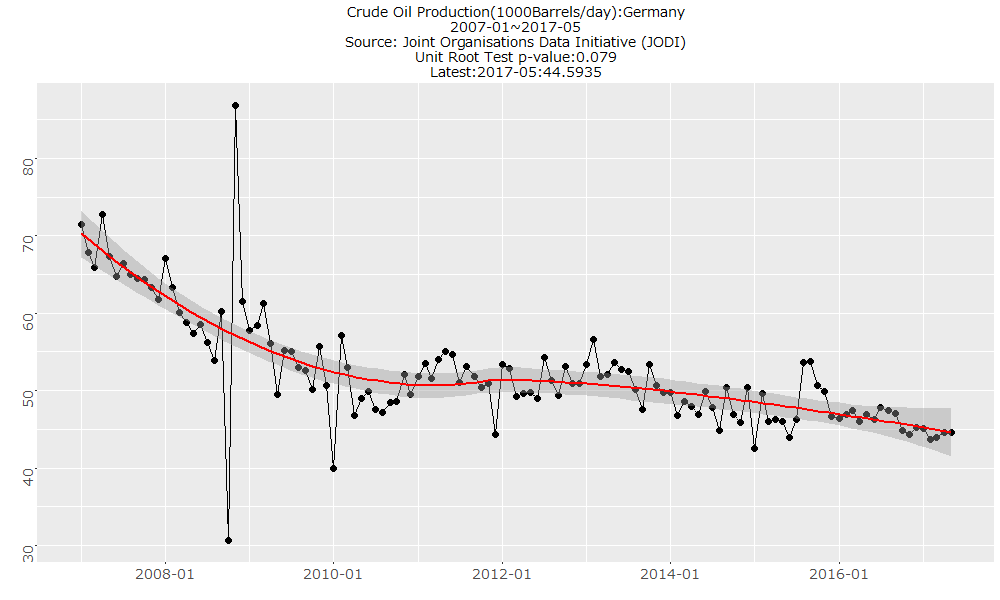 Crude Oil Production(1000Barrels/day):Germany
2007-01~2017-05
Source: Joint Organisations Data Initiative (JODI)
Unit Root Test p-value:0.079
Latest:2017-05:44.5935
80
70
60
50
40
30
2008-01 2010-01 2012-01 2014-01 2016-01